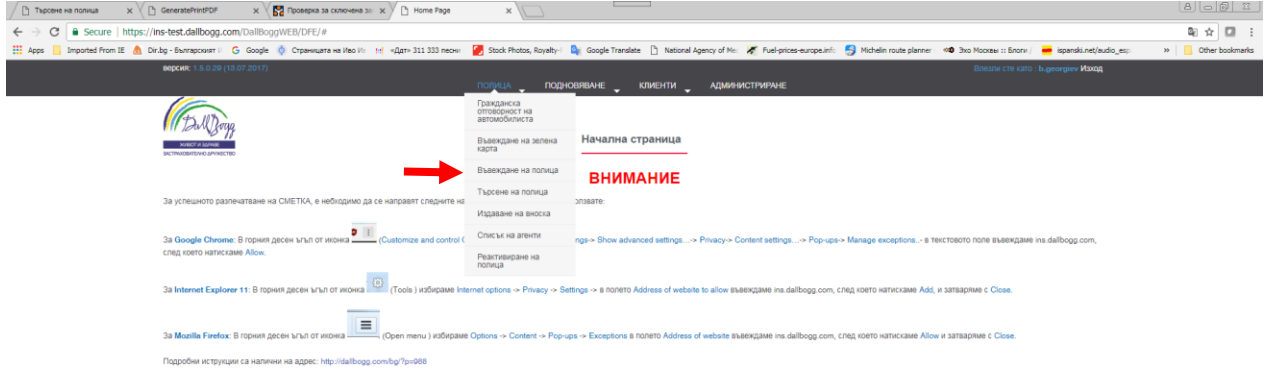 Търсене на полица
GeneratePrintPDF
Проверка за сключена за
Home Page
Secure | https://ins-test.dallbogg.com/DallBoggWEB/DFE/#
Apps Imported From IE Dir.bg - Българският Google Страницата на Иво Ив «Ддт» 311 333 песни Stock Photos, Royalty-F Google Translate National Agency of Me Fuel-prices-europe.info Michelin route planner Эхо Москвы :: Блоги / ispanski.net/audio_esp » Other bookmarks
версия: 1.5.0.29 (13.07.2017) Влезли сте като : b.georgiev Изход
ПОЛИЦА ПОДНОВЯВАНЕ КЛИЕНТИ АДМИНИСТРИРАНЕ
DallBogg
ЖИВОТ И ЗДРАВЕ
ЗАСТРАХОВАТЕЛНО ДРУЖЕСТВО
Гражданска
отговорност на
автомобилиста
Въвеждане на зелена
карта
Въвеждане на полица
Търсене на полица
Издаване на вноска
Списък на агенти
Реактивиране на
полица
Начална страница
ВНИМАНИЕ
За успешното разпечатване на СМЕТКА, е небходимо да се направят следните на ползвате:
За Google Chrome: В горния десен ъгъл от иконка (Customize and control G ngs-> Show advanced settings...-> Privacy-> Content settings...-> Pop-ups-> Manage exceptions..- в текстовото поле въвеждаме ins.dallbogg.com,
след което натискаме Allow.
За Internet Explorer 11: В горния десен ъгъл от иконка (Tools ) избираме Internet options -> Privacy -> Settings -> в полето Address of website to allow въвеждаме ins.dallbogg.com, след което натискаме Add, и затваряме с Close.
За Mozilla Firefox: В горния десен ъгъл от иконка (Open menu ) избираме Options -> Content -> Pop-ups -> Exceptions в полето Address of website въвеждаме ins.dallbogg.com, след което натискаме Allow и затваряме с Close.
Подробни иструкции са налични на адрес: http://dallbogg.com/bg/?p=988